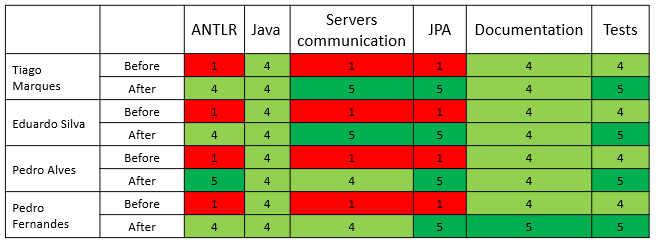 ANTLR Java Servers communication JPA Documentation Tests
Tiago Marques Before 1 4 1 1 4 4
After 4 4 5 5 4 5
Eduardo Silva Before 1 4 1 1 4 4
After 4 4 5 5 4 5
Pedro Alves Before 1 4 1 1 4 4
After 5 4 4 5 4 5
Pedro Fernandes Before 1 4 1 1 4 4
After 4 4 4 5 5 5